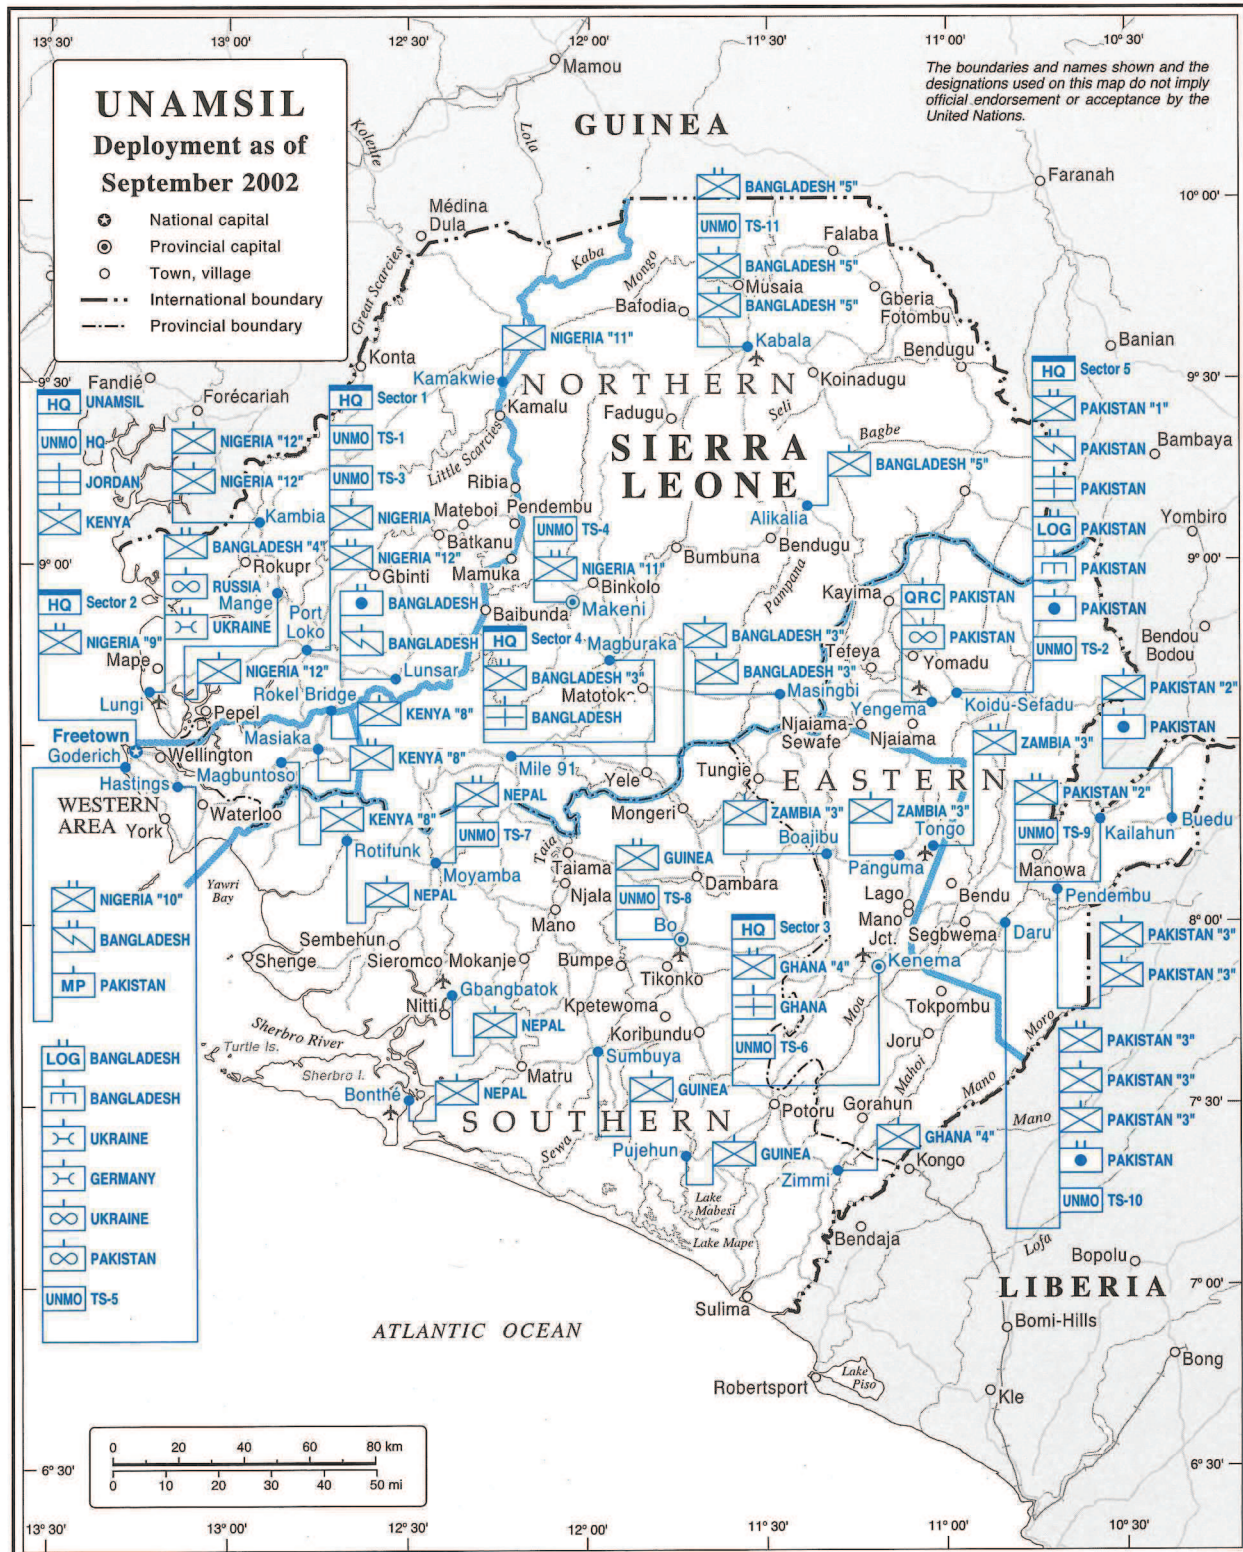 13° 30'
13° 00'
12° 30'
12° 00'
11° 30'
11° 00'
10° 30'
UNAMSIL
Deployment as of
September 2002
National capital
Provincial capital
Town, village
International boundary
Provincial boundary
The boundaries and names shown and the
designations used on this map do not imply
official endorsement or acceptance by the
United Nations.
Mamou
GUINEA
Kolente
Lola
Faranah
10° 00'
Médina
Dula
Great Scarcies
Kaba
Mongo
BANGLADESH "5"
UNMO TS-11
BANGLADESH "5"
BANGLADESH "5"
Falaba
Musaia
Bafodia
Gberia
Fotombu
Kabala
Bendugu
Banian
Konta
NIGERIA "11"
Kamakwie
Koinadugu
NORTHERN
Kamalu
Fadugu
Seli
Bagbe
Little Scarcies
9° 30'
9° 30'
Fandié
Forécariah
HQ UNAMSIL
UNMO HQ
JORDAN
KENYA
NIGERIA "12"
NIGERIA "12"
Kambia
HQ Sector 1
UNMO TS-1
UNMO TS-3
NIGERIA
NIGERIA "12"
HQ Sector 5
PAKISTAN "1"
PAKISTAN
PAKISTAN
LOG PAKISTAN
PAKISTAN
PAKISTAN
UNMO TS-2
Bambaya
Yombiro
SIERRA
LEONE
BANGLADESH "5"
Alikalia
Ribia
Pendembu
Mateboi
Batkanu
Mamuka
Gbinti
UNMO TS-4
NIGERIA "11"
Binkolo
Makeni
Bumbuna
Bendugu
Pampana
9° 00'
9° 00'
BANGLADESH "4"
Rokupr
RUSSIA
Mange
UKRAINE
Port
Loko
HQ Sector 2
NIGERIA "9"
Mape
NIGERIA "12"
Lungi
Pepel
Rokel Bridge
BANGLADESH
BANGLADESH
Lunsar
Baibunda
HQ Sector 4
BANGLADESH "3"
BANGLADESH
Magburaka
Matotok
BANGLADESH "3"
BANGLADESH "3"
Masingbi
Kayima
QRC PAKISTAN
PAKISTAN
Tefeya
Yomadu
Yengema
Koidu-Sefadu
Bendou
Bodou
PAKISTAN "2"
PAKISTAN
Njaiama-
Sewafe
Njaiama
ZAMBIA "3"
Freetown
Goderich
Hastings
Wellington
Masiaka
Magbuntoso
KENYA "8"
KENYA "8"
KENYA "8"
Mile 91
Yele
Tungie
EASTERN
WESTERN
AREA
York
Waterloo
Rotifunk
NEPAL
UNMO TS-7
Moyamba
Mongeri
ZAMBIA "3"
Boajibu
ZAMBIA "3"
Tongo
Panguma
PAKISTAN "2"
UNMO TS-9
Manowa
Kailahun
Buedu
Pendembu
Yawri
Bay
NEPAL
Taia
Taiama
Njala
Mano
GUINEA
UNMO TS-8
Bo
Dambara
Lago
Mano
Jct.
Bendu
Segbwema
Daru
8° 00'
NIGERIA "10"
BANGLADESH
MP PAKISTAN
Sembehun
Shenge
Sieromco
Mokanje
Bumpe
Tikonko
HQ Sector 3
GHANA "4"
GHANA
UNMO TS-6
Kenema
PAKISTAN "3"
PAKISTAN "3"
Gbangbatok
Nitti
Kpetewoma
Koribundu
NEPAL
Sumbuya
Moa
Tokpombu
Joru
Moro
Mahoi
Mano
Mano
Sherbro River
Turtle Is.
Sherbro I.
Matru
Bonthé
NEPAL
GUINEA
SOUTHERN
Potoru
Gorahun
GHANA "4"
PAKISTAN "3"
PAKISTAN "3"
PAKISTAN "3"
PAKISTAN
UNMO TS-10
7° 30'
LOG BANGLADESH
BANGLADESH
UKRAINE
GERMANY
UKRAINE
PAKISTAN
UNMO TS-5
Sewa
Pujehun
GUINEA
Zimmi
Kongo
Lake
Mabesi
Lake Mape
Bendaja
Lofa
Bopolu
LIBERIA
7° 00'
Sulima
Bomi-Hills
Bong
ATLANTIC OCEAN
Lake
Piso
Robertsport
Kle
0 20 40 60 80 km
0 10 20 30 40 50 mi
6° 30'
6° 30'
13° 30'
13° 00'
12° 30'
12° 00'
11° 30'
11° 00'
10° 30'